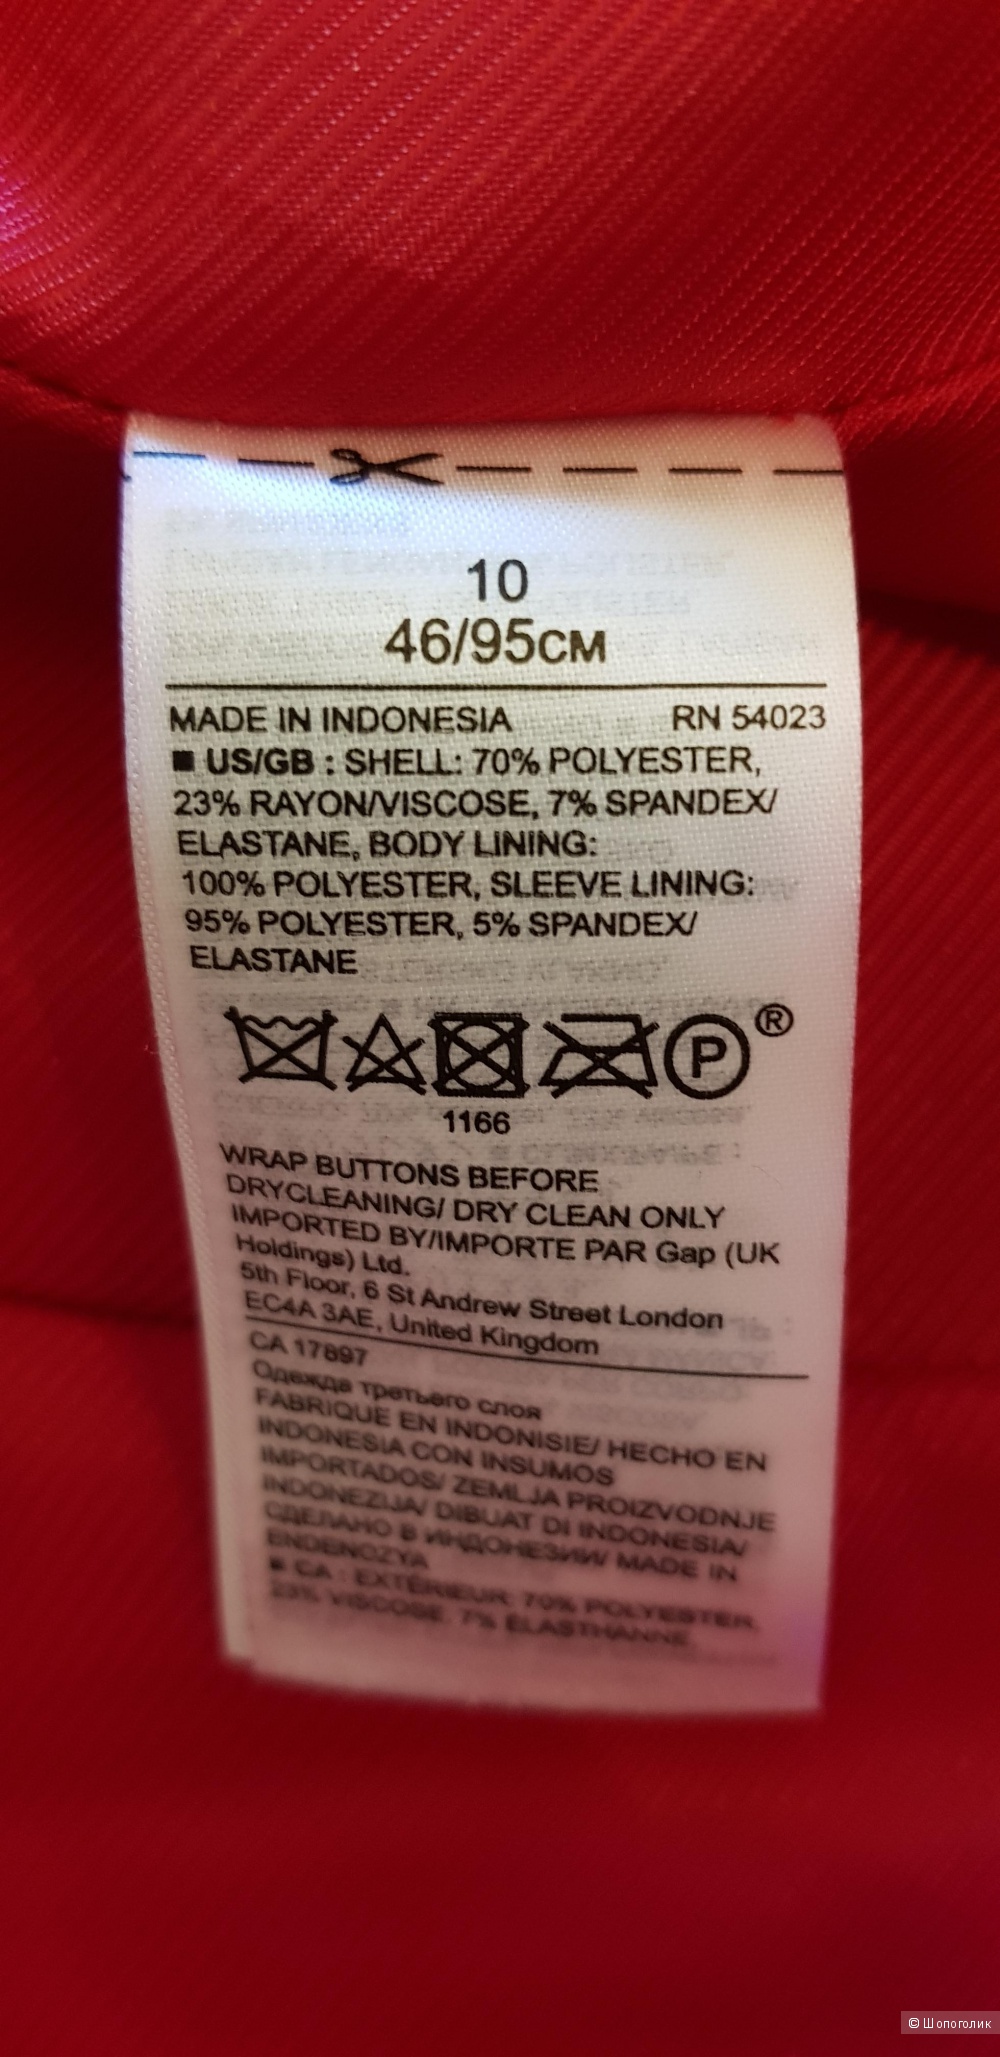 10
46/95CM
MADE IN INDONESIA RN 54023
■ US/GB : SHELL: 70% POLYESTER,
23% RAYON/VISCOSE, 7% SPANDEX/
ELASTANE, BODY LINING:
100% POLYESTER, SLEEVE LINING:
95% POLYESTER, 5% SPANDEX/
ELASTANE
P ®
1166
WRAP BUTTONS BEFORE
DRYCLEANING/ DRY CLEAN ONLY
IMPORTED BY/IMPORTE PAR Gap (UK
Holdings) Ltd.
5th Floor, 6 St Andrew Street London
EC4A 3AE, United Kingdom
CA 17897
Одежда третьего слоя
FABRIQUE EN INDONISIE/ HECHO EN
INDONESIA CON INSUMOS
IMPORTADOS/ ZEMLJA PROIZVODNJE
INDONEZIJA/ DIBUAT DI INDONESIA/
СДЕЛАНО В ИНДОНЕЗИИ/ MADE IN
ENDENOZYA
■ CA : EXTÉRIEUR: 70% POLYESTER,
23% VISCOSE, 7% ÉLASTHANNE,
© Шопоголик